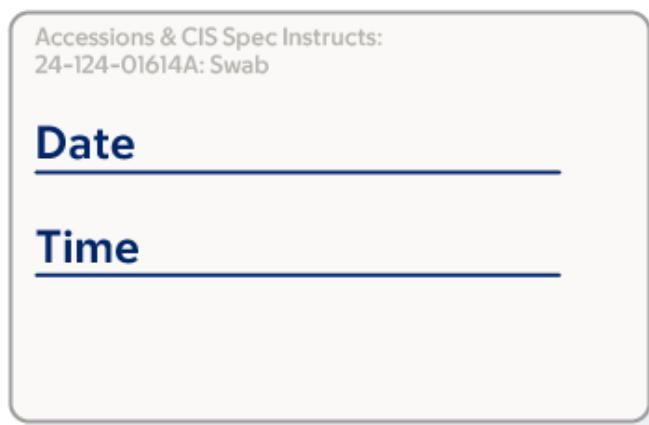 Accessions & CIS Spec Instructs:
24-124-01614A: Swab
Date
Time